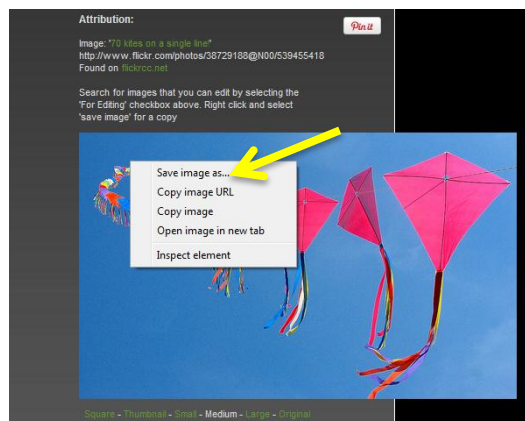 Attribution:
Pin it
Image: "70 kites on a single line"
http://www.flickr.com/photos/38729188@N00/539455418
Found on flickrcc.net
Search for images that you can edit by selecting the
'For Editing' checkbox above. Right click and select
'save image' for a copy
Save image as...
Copy image URL
Copy image
Open image in new tab
Inspect element
Square - Thumbnail - Small - Medium - Large - Original